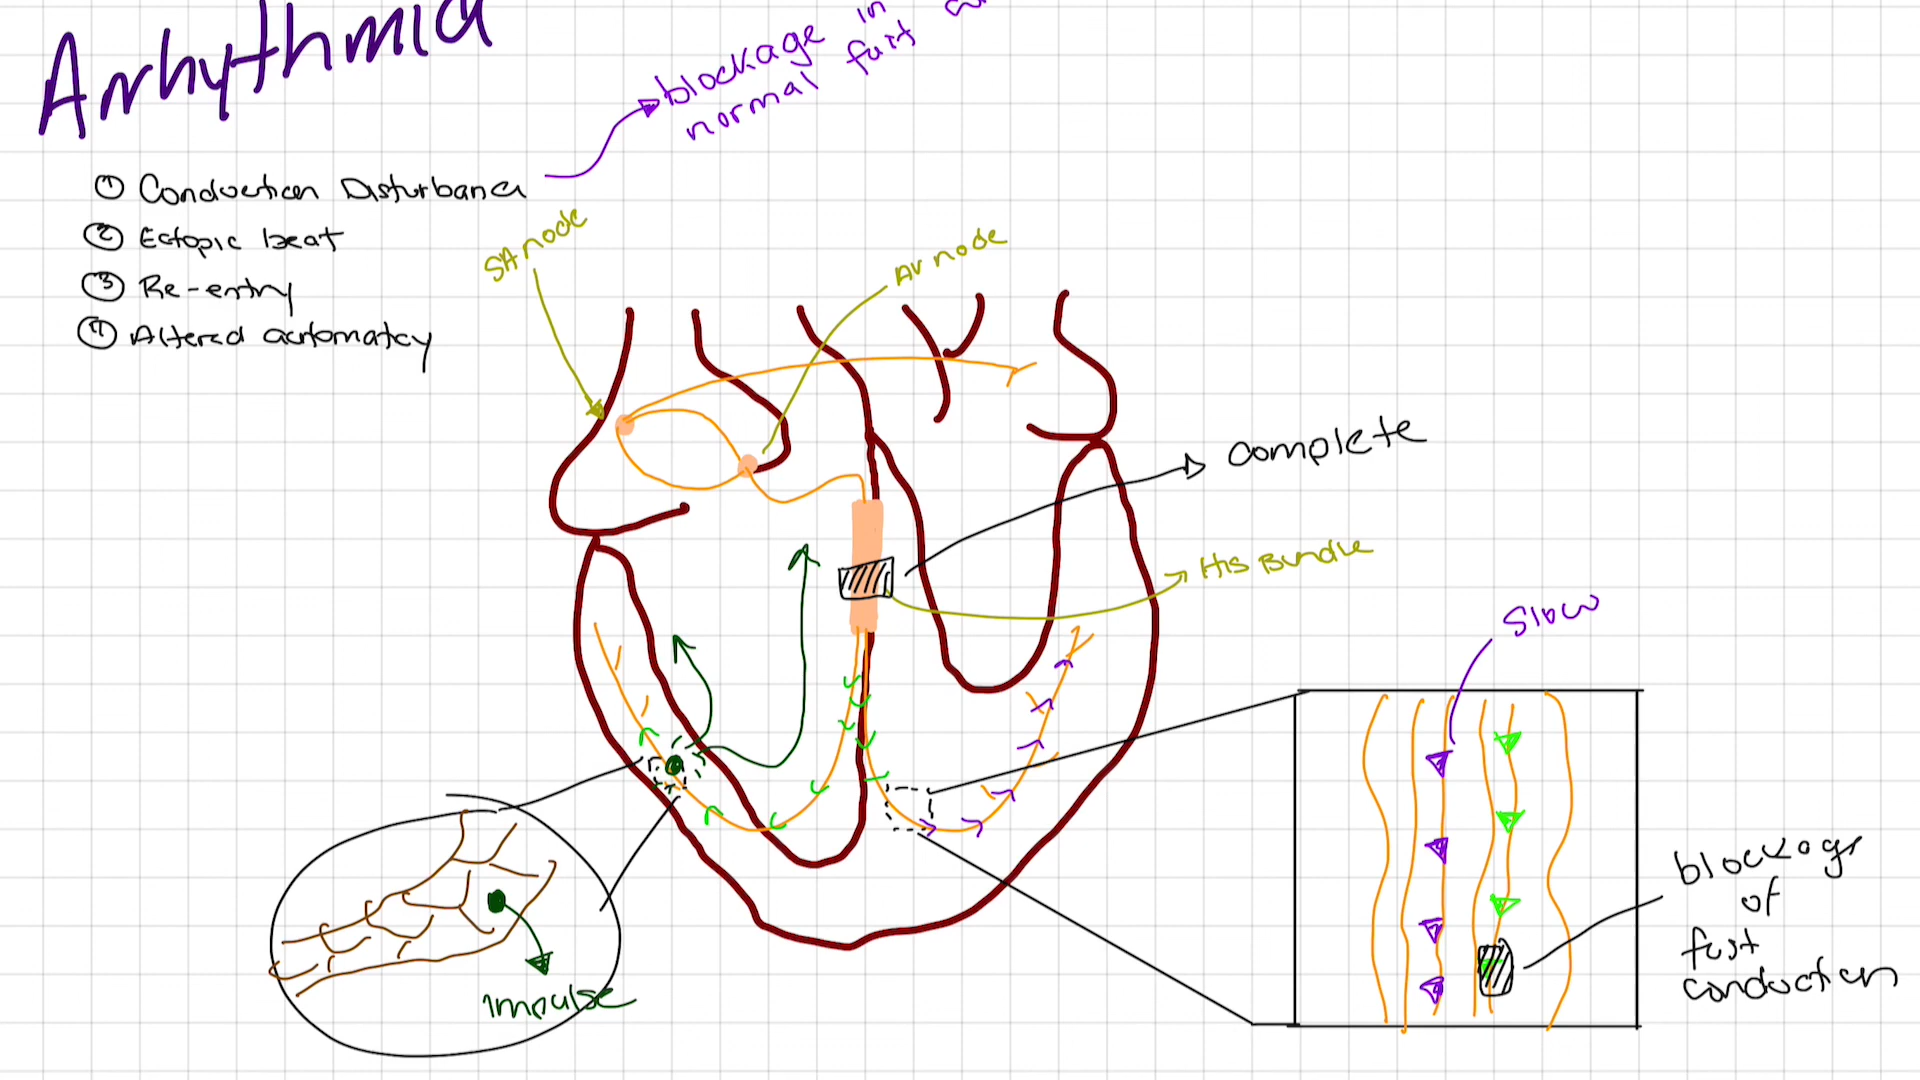 Arrhythmia
blockage in
normal fast
① Conduction Disturbance
② Ectopic beat
③ Re-entry
④ Altered automatcy
SA node
AV node
Complete
His Bundle
Slow
blockage
of
fast
conduction
Impulse